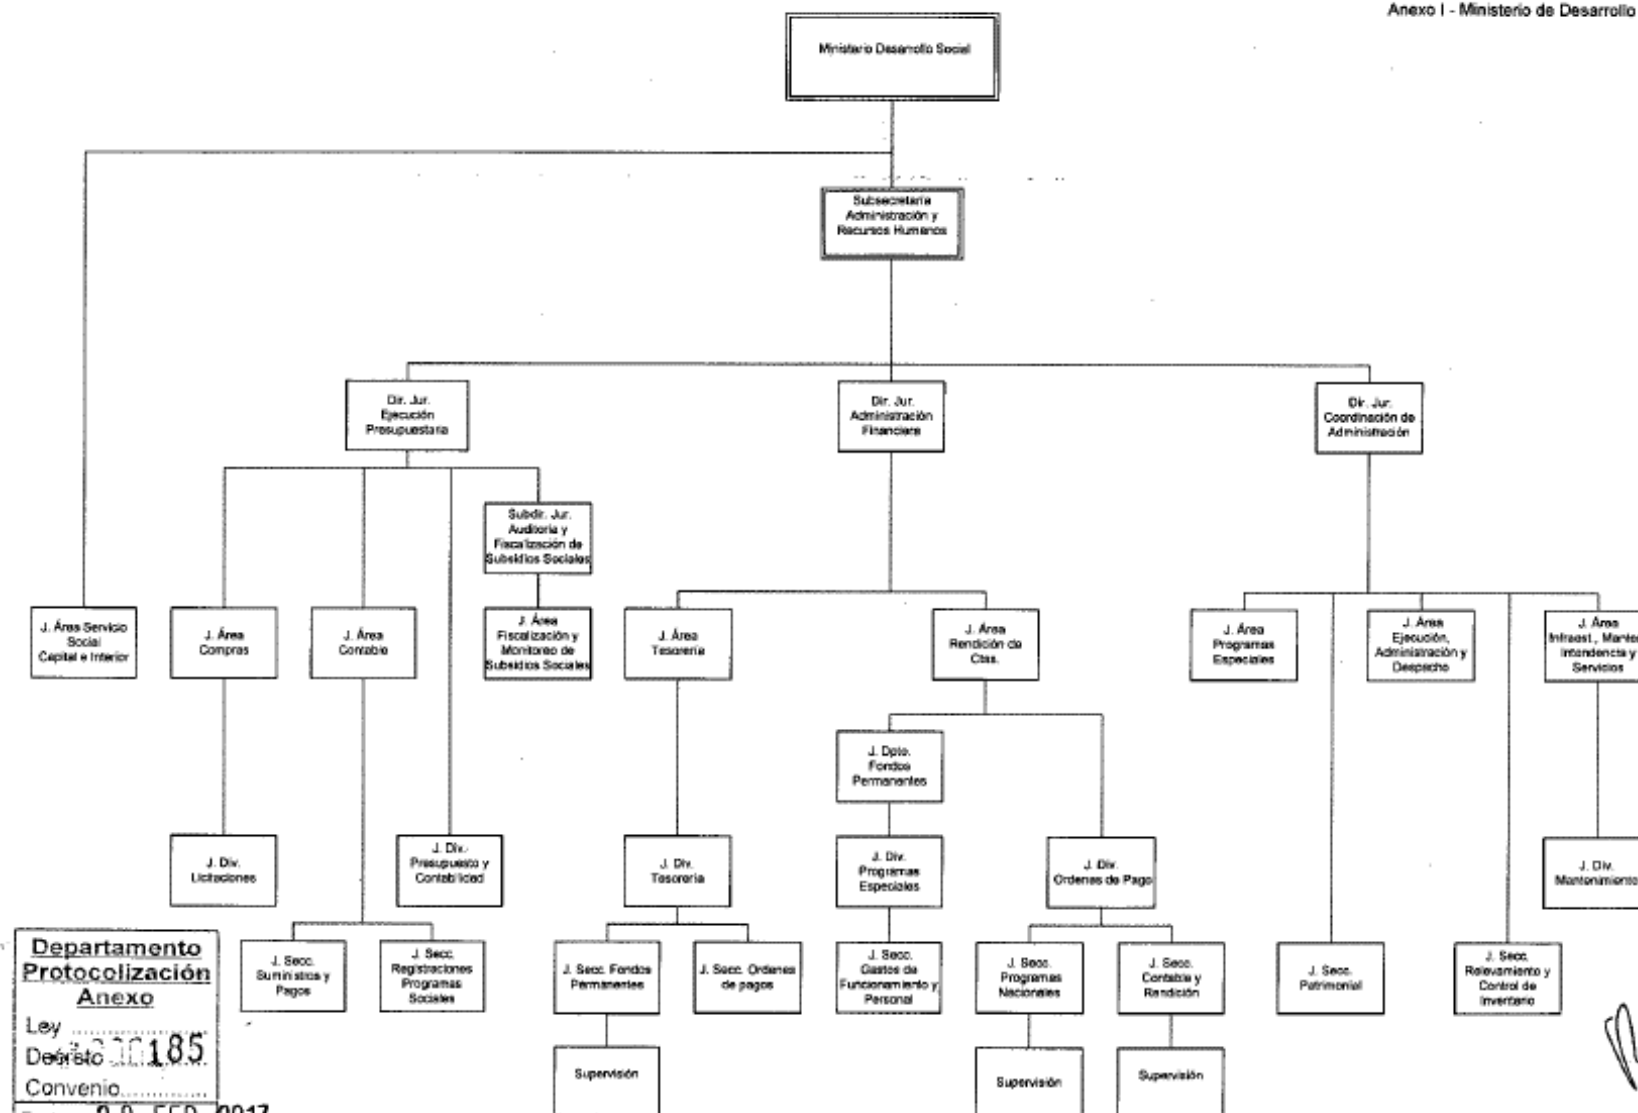 Anexo I - Ministerio de Desarrollo
Ministerio Desarrollo Social
Subsecretaría
Administración y
Recursos Humanos
Dir. Jur.
Ejecución
Presupuestaria
Dir. Jur.
Administración
Financiera
Dir. Jur.
Coordinación de
Administración
Subdir. Jur.
Auditoría y
Fiscalización de
Subsidios Sociales
J. Área Servicio
Social
Capital e Interior
J. Área
Compras
J. Área
Contable
J. Área
Fiscalización y
Monitoreo de
Subsidios Sociales
J. Área
Tesorería
J. Área
Rendición de
Ctas.
J. Área
Programas
Especiales
J. Área
Ejecución,
Administración y
Despacho
J. Área
Infraest., Manten
Intendencia y
Servicios
J. Dpto.
Fondos
Permanentes
J. Div.
Licitaciones
J. Div.
Presupuesto y
Contabilidad
J. Div.
Tesorería
J. Div.
Programas
Especiales
J. Div.
Ordenes de Pago
J. Div.
Mantenimiento
J. Secc.
Suministros y
Pagos
J. Secc.
Registraciones
Programas
Sociales
J. Secc. Fondos
Permanentes
J. Secc. Ordenes
de pagos
J. Secc.
Gastos de
Funcionamiento y
Personal
J. Secc.
Programas
Nacionales
J. Secc.
Contable y
Rendición
J. Secc.
Patrimonial
J. Secc.
Relevamiento y
Control de
Inventario
Supervisión
Supervisión
Supervisión
Departamento
Protocolización
Anexo
Ley
Decreto 185
Convenio
FEB 2017